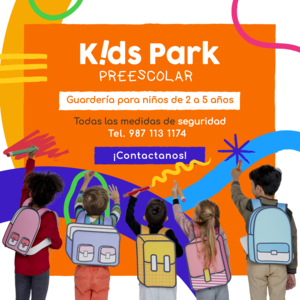 K!ds Park
PREESCOLAR
Guardería para niños de 2 a 5 años
Todas las medidas de seguridad
Tel. 987 113 1174
¡Contactanos!